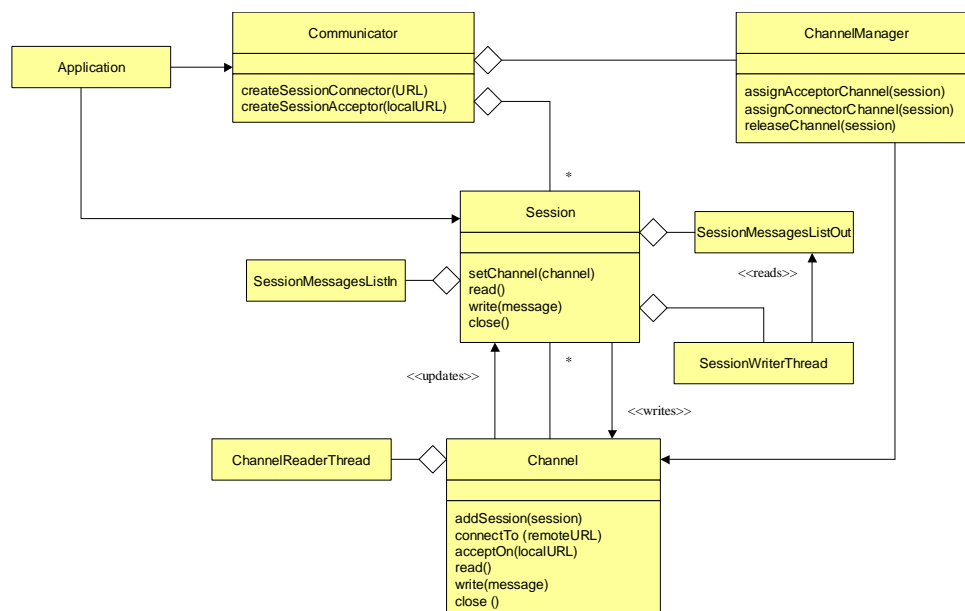 Communicator
ChannelManager
Application
createSessionConnector(URL)
createSessionAcceptor(localURL)
assignAcceptorChannel(session)
assignConnectorChannel(session)
releaseChannel(session)
*
Session
SessionMessagesListOut
SessionMessagesListIn
setChannel(channel)
read()
write(message)
close()
<<reads>>
SessionWriterThread
<<updates>>
*
<<writes>>
ChannelReaderThread
Channel
addSession(session)
connectTo (remoteURL)
acceptOn(localURL)
read()
write(message)
close ()